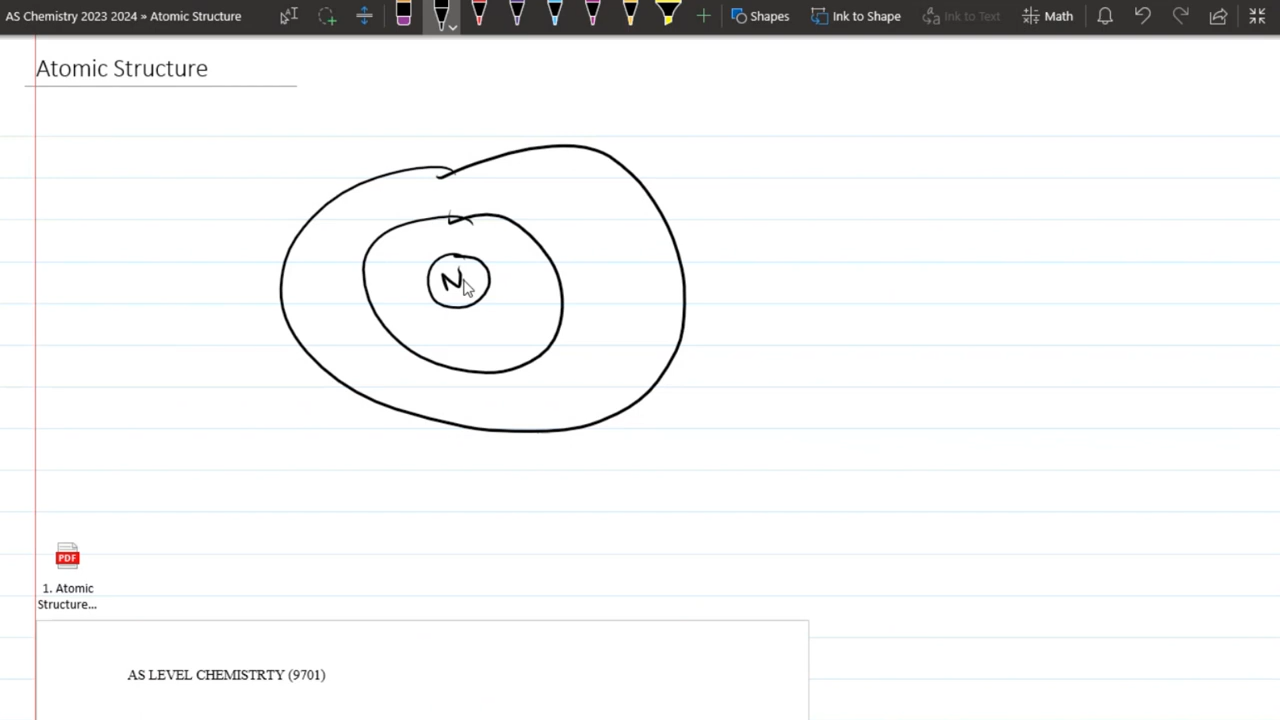 AS Chemistry 2023 2024 » Atomic Structure
Shapes
Ink to Shape
Ink to Text
Math
Atomic Structure
N
PDF
1. Atomic
Structure...
AS LEVEL CHEMISTRTY (9701)